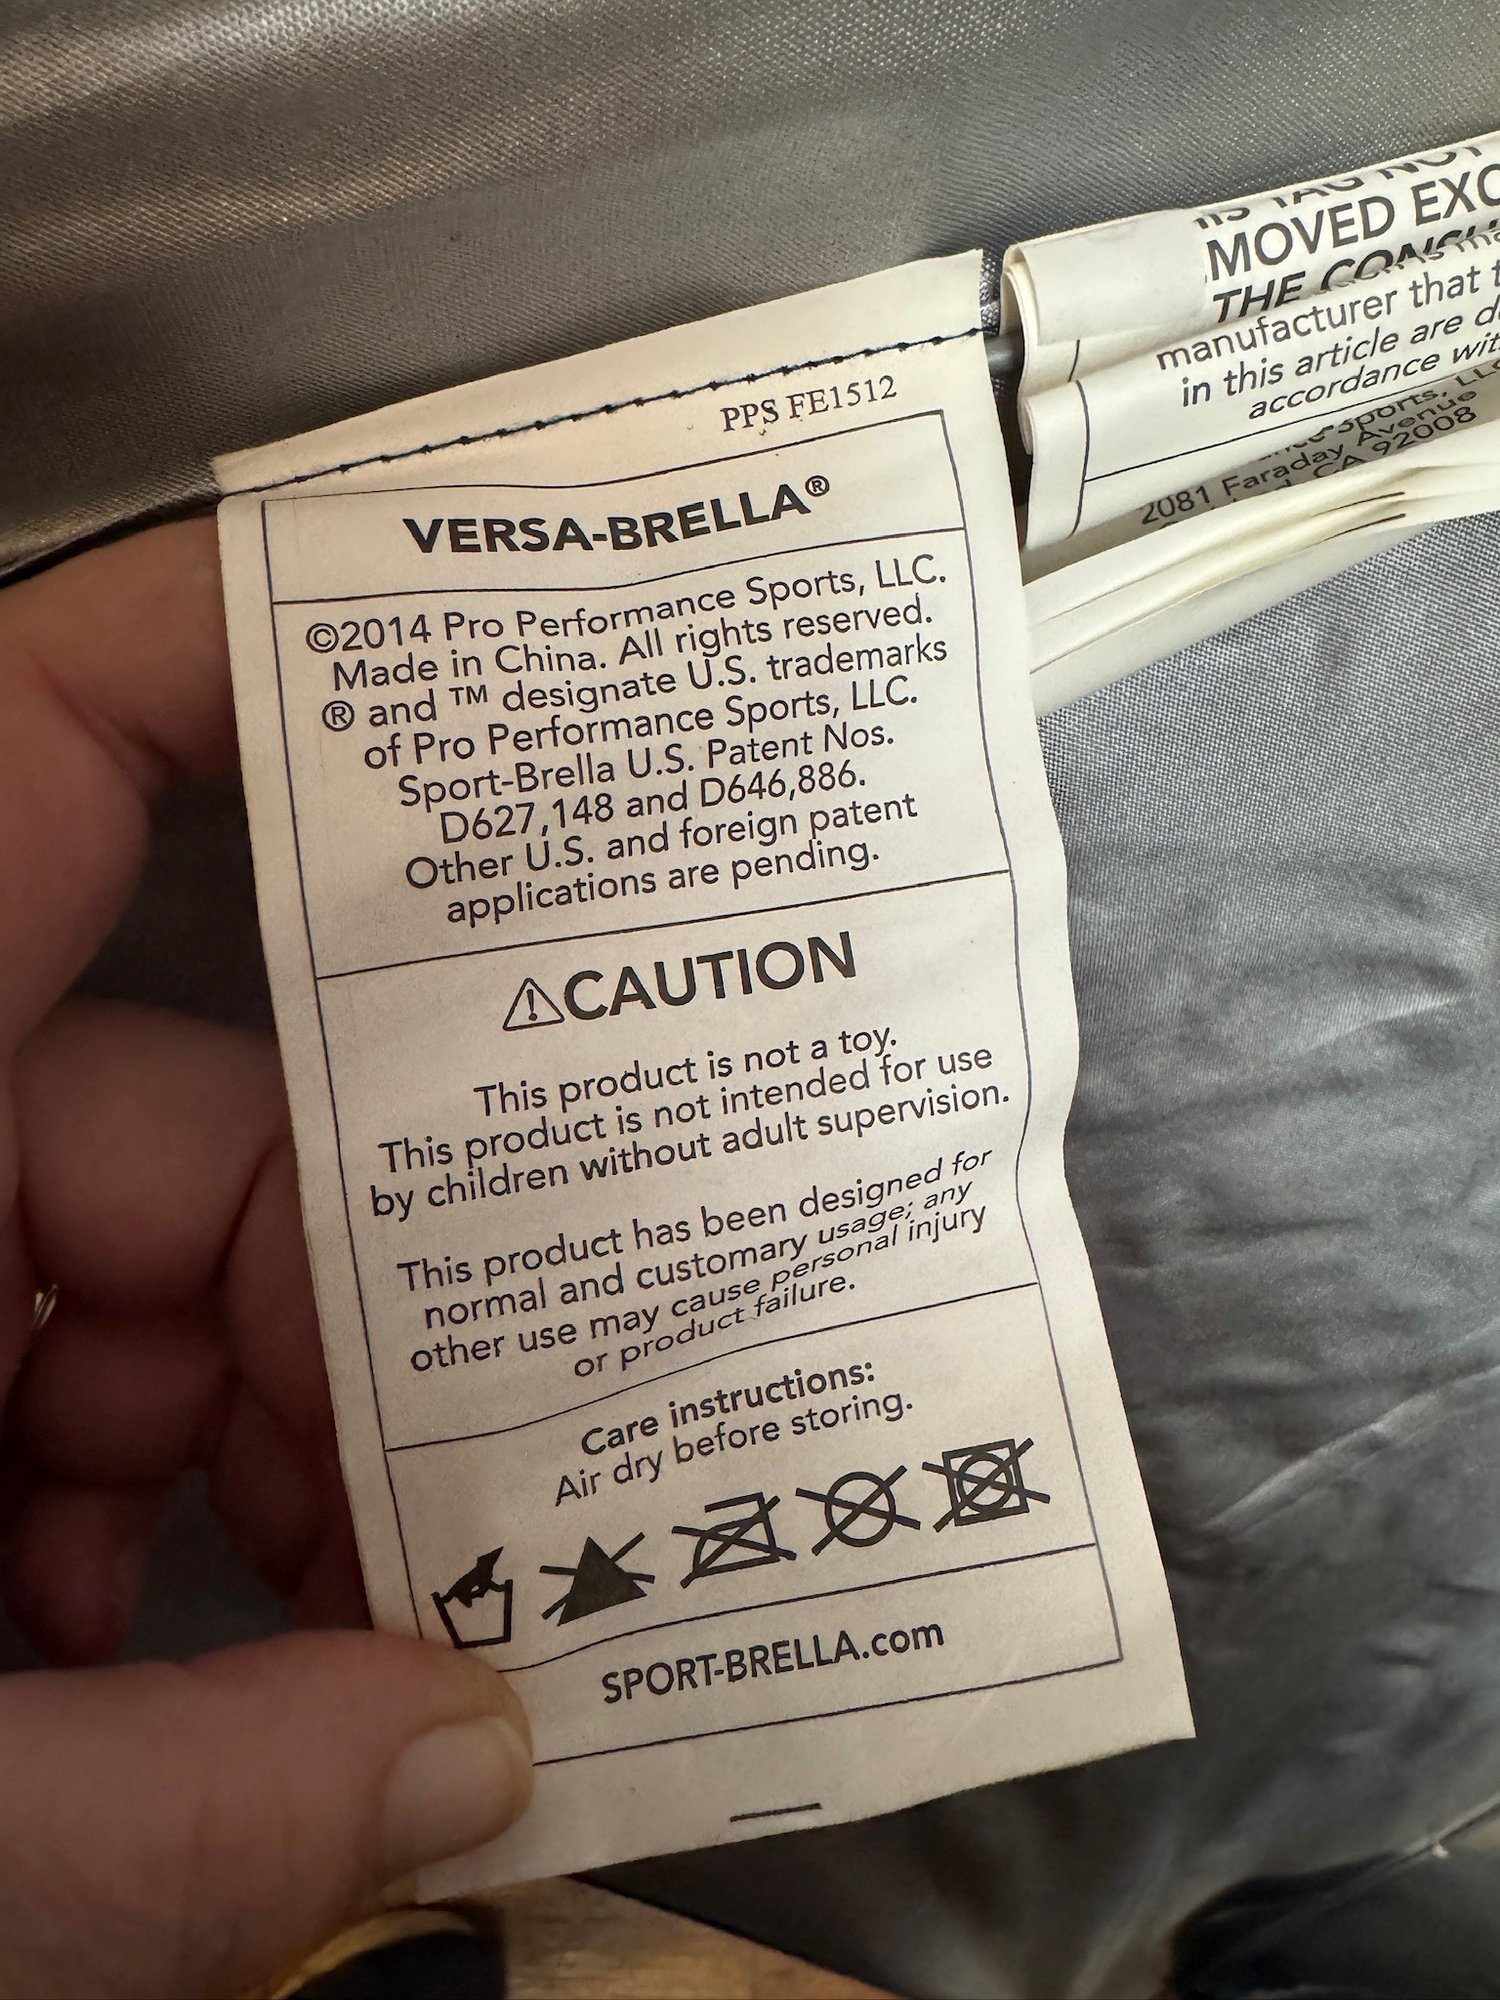 PPS FE1512
VERSA-BRELLA®
©2014 Pro Performance Sports, LLC.
Made in China. All rights reserved.
® and ™ designate U.S. trademarks
of Pro Performance Sports, LLC.
Sport-Brella U.S. Patent Nos.
D627,148 and D646,886.
Other U.S. and foreign patent
applications are pending.
⚠CAUTION
This product is not a toy.
This product is not intended for use
by children without adult supervision.
This product has been designed for
normal and customary usage; any
other use may cause personal injury
or product failure.
Care instructions:
Air dry before storing.
SPORT-BRELLA.com
TAG NOT
MOVED EXC
THE
manufacturer that
in this article are
accordance wit
Sports, LLC
2081 Faraday Avenue
CA 92008